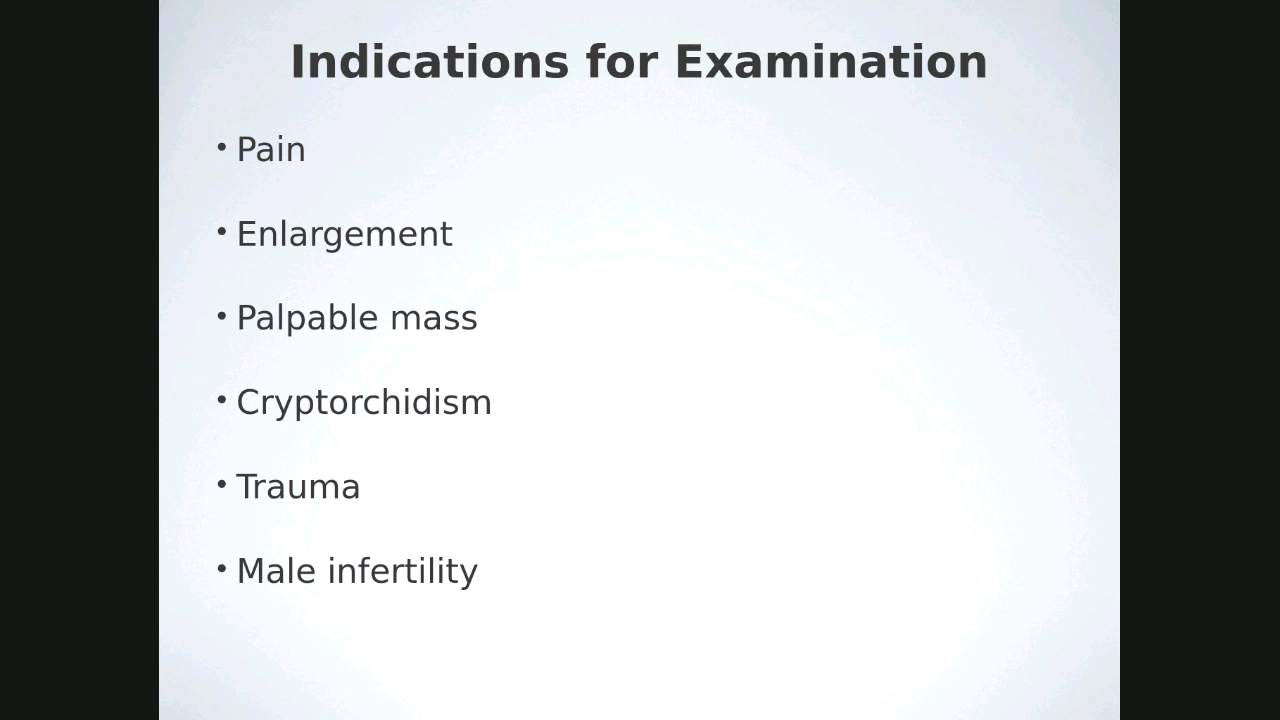 Indications for Examination
• Pain
• Enlargement
• Palpable mass
• Cryptorchidism
• Trauma
• Male infertility